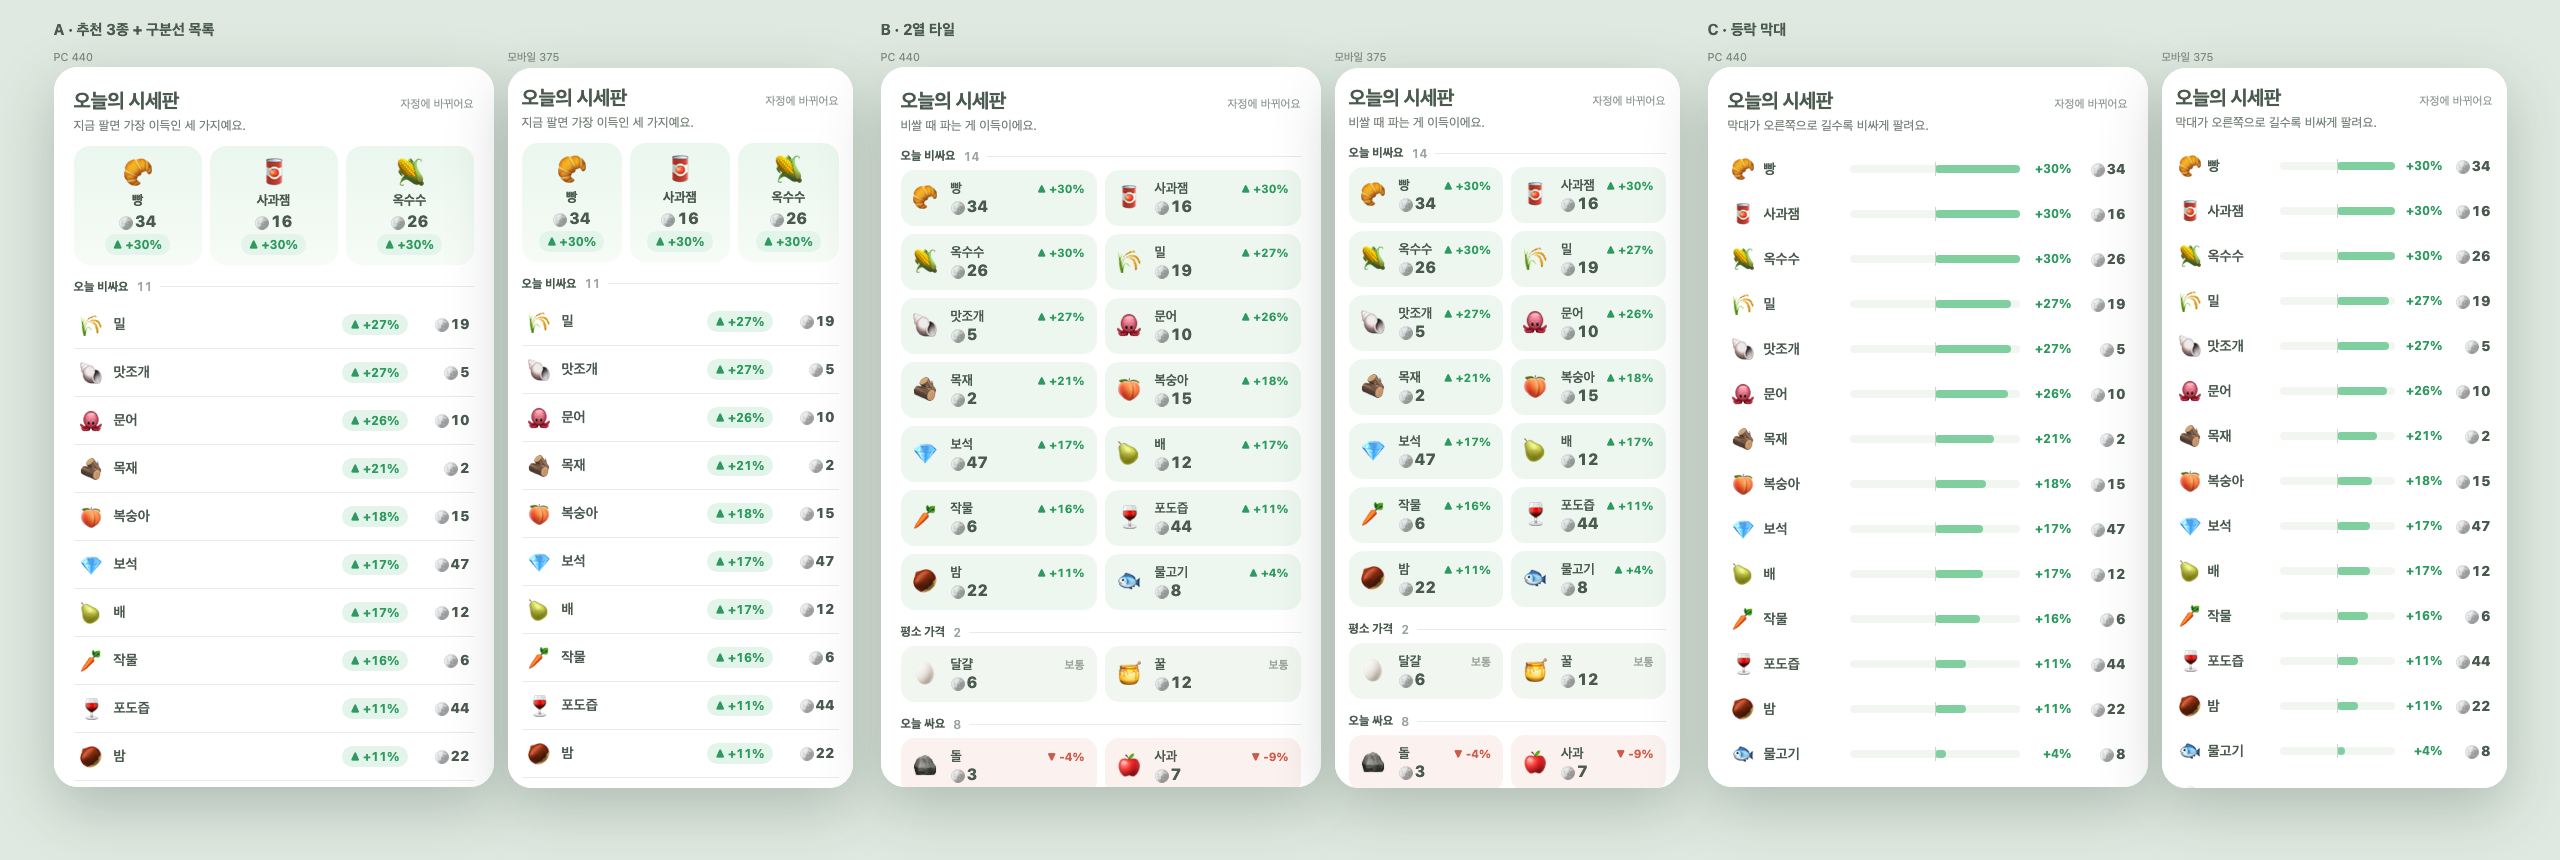 A · 추천 3종 + 구분선 목록
PC 440
오늘의 시세판
자정에 바뀌어요
지금 팔면 가장 이득인 세 가지예요.
빵
34
▲ +30%
사과잼
16
▲ +30%
옥수수
26
▲ +30%
오늘 비싸요 11
밀 ▲ +27% 19
맛조개 ▲ +27% 5
문어 ▲ +26% 10
목재 ▲ +21% 2
복숭아 ▲ +18% 15
보석 ▲ +17% 47
배 ▲ +17% 12
작물 ▲ +16% 6
포도즙 ▲ +11% 44
밤 ▲ +11% 22
모바일 375
오늘의 시세판
자정에 바뀌어요
지금 팔면 가장 이득인 세 가지예요.
빵
34
▲ +30%
사과잼
16
▲ +30%
옥수수
26
▲ +30%
오늘 비싸요 11
밀 ▲ +27% 19
맛조개 ▲ +27% 5
문어 ▲ +26% 10
목재 ▲ +21% 2
복숭아 ▲ +18% 15
보석 ▲ +17% 47
배 ▲ +17% 12
작물 ▲ +16% 6
포도즙 ▲ +11% 44
밤 ▲ +11% 22
B · 2열 타일
PC 440
오늘의 시세판
자정에 바뀌어요
비쌀 때 파는 게 이득이에요.
오늘 비싸요 14
빵 ▲ +30%
34
사과잼 ▲ +30%
16
옥수수 ▲ +30%
26
밀 ▲ +27%
19
맛조개 ▲ +27%
5
문어 ▲ +26%
10
목재 ▲ +21%
2
복숭아 ▲ +18%
15
보석 ▲ +17%
47
배 ▲ +17%
12
작물 ▲ +16%
6
포도즙 ▲ +11%
44
밤 ▲ +11%
22
물고기 ▲ +4%
8
평소 가격 2
달걀 보통
6
꿀 보통
12
오늘 싸요 8
돌 ▼ -4%
3
사과 ▼ -9%
7
모바일 375
오늘의 시세판
자정에 바뀌어요
비쌀 때 파는 게 이득이에요.
오늘 비싸요 14
빵 ▲ +30%
34
사과잼 ▲ +30%
16
옥수수 ▲ +30%
26
밀 ▲ +27%
19
맛조개 ▲ +27%
5
문어 ▲ +26%
10
목재 ▲ +21%
2
복숭아 ▲ +18%
15
보석 ▲ +17%
47
배 ▲ +17%
12
작물 ▲ +16%
6
포도즙 ▲ +11%
44
밤 ▲ +11%
22
물고기 ▲ +4%
8
평소 가격 2
달걀 보통
6
꿀 보통
12
오늘 싸요 8
돌 ▼ -4%
3
사과 ▼ -9%
7
C · 등락 막대
PC 440
오늘의 시세판
자정에 바뀌어요
막대가 오른쪽으로 길수록 비싸게 팔려요.
빵 +30% 34
사과잼 +30% 16
옥수수 +30% 26
밀 +27% 19
맛조개 +27% 5
문어 +26% 10
목재 +21% 2
복숭아 +18% 15
보석 +17% 47
배 +17% 12
작물 +16% 6
포도즙 +11% 44
밤 +11% 22
물고기 +4% 8
모바일 375
오늘의 시세판
자정에 바뀌어요
막대가 오른쪽으로 길수록 비싸게 팔려요.
빵 +30% 34
사과잼 +30% 16
옥수수 +30% 26
밀 +27% 19
맛조개 +27% 5
문어 +26% 10
목재 +21% 2
복숭아 +18% 15
보석 +17% 47
배 +17% 12
작물 +16% 6
포도즙 +11% 44
밤 +11% 22
물고기 +4% 8